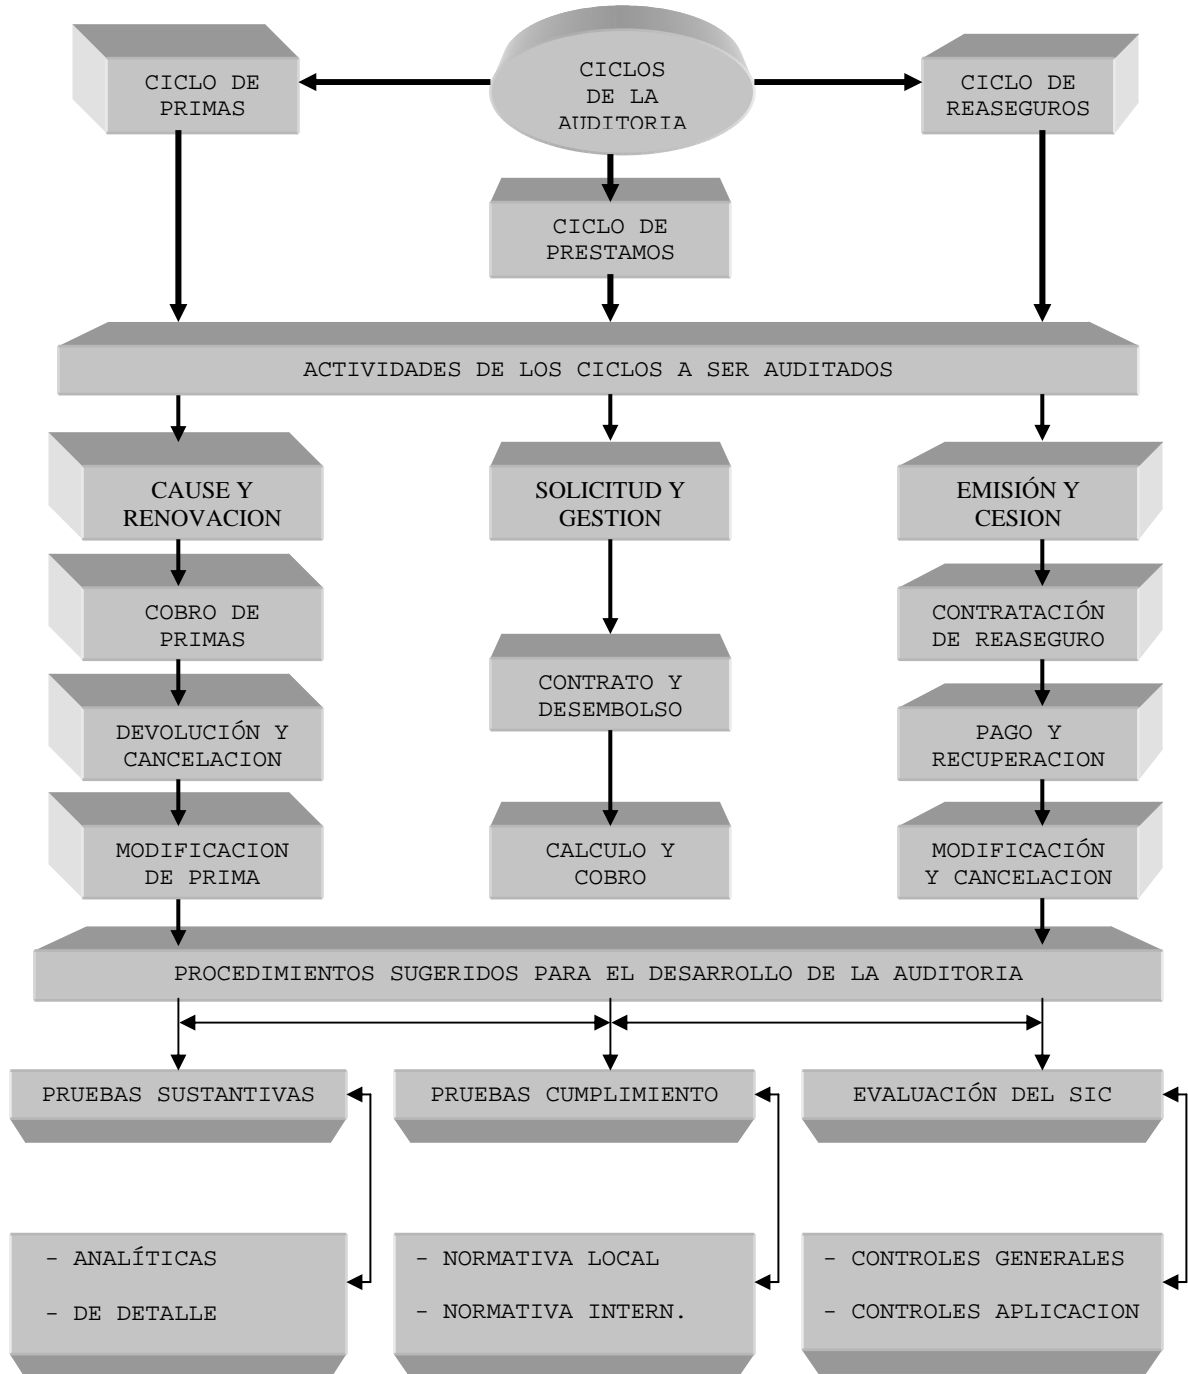 CICLO DE
PRIMAS
CICLOS
DE LA
AUDITORIA
CICLO DE
REASEGUROS
CICLO DE
PRESTAMOS
ACTIVIDADES DE LOS CICLOS A SER AUDITADOS
CAUSE Y
RENOVACION
SOLICITUD Y
GESTION
EMISIÓN Y
CESION
COBRO DE
PRIMAS
CONTRATACIÓN
DE REASEGURO
CONTRATO Y
DESEMBOLSO
DEVOLUCIÓN Y
CANCELACION
PAGO Y
RECUPERACION
MODIFICACION
DE PRIMA
CALCULO Y
COBRO
MODIFICACIÓN
Y CANCELACION
PROCEDIMIENTOS SUGERIDOS PARA EL DESARROLLO DE LA AUDITORIA
PRUEBAS SUSTANTIVAS
PRUEBAS CUMPLIMIENTO
EVALUACIÓN DEL SIC
- ANALÍTICAS
- DE DETALLE
- NORMATIVA LOCAL
- NORMATIVA INTERN.
- CONTROLES GENERALES
- CONTROLES APLICACION